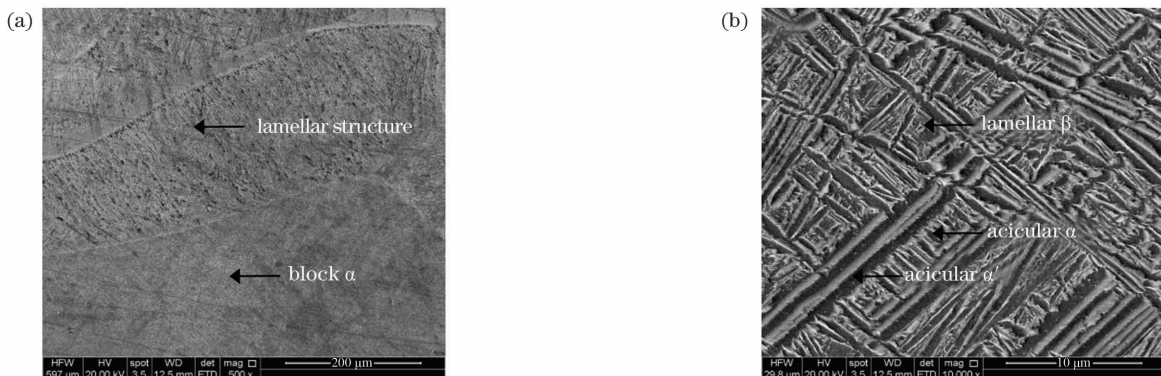 (a)
lamellar structure
block α
HFW HV spot WD det mag □
597 μm 20.00 kV 3.5 12.5 mm ETD 500 x
200 μm
(b)
lamellar β
acicular α
acicular α′
HFW HV spot WD det mag □
29.8 μm 20.00 kV 3.5 12.5 mm ETD 10 000 x
10 μm